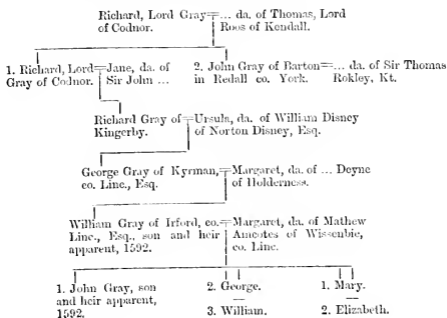 Richard, Lord Gray = ... da. of Thomas, Lord
of Codnor. Roos of Kendall.
1. Richard, Lord = Jane, da. of 2. John Gray of Barton = ... da. of Sir Thomas
Gray of Codnor. Sir John ... in Redall co. York. Rokley, Kt.
Richard Gray of = Ursula, da. of William Disney
Kingerby. of Norton Disney, Esq.
George Gray of Kyrman, = Margaret, da. of ... Deyne
co. Linc., Esq. of Holderness.
William Gray of Irford, co. = Margaret, da. of Mathew
Linc., Esq., son and heir Amcotes of Wissenbie,
apparent, 1592. co. Linc.
1. John Gray, son 2. George. 1. Mary.
and heir apparent, — —
1592. 3. William. 2. Elizabeth.